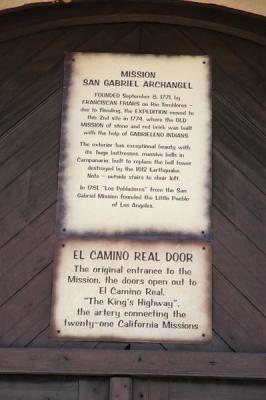 MISSION
SAN GABRIEL ARCHANGEL
FOUNDED September 8, 1771, by
FRANCISCAN FRIARS on Rio Temblores -
due to flooding, the EXPEDITION moved to
this 2nd site in 1774, where the OLD
MISSION of stone and red brick was built
with the help of GABRIELENO INDIANS.
The exterior has exceptional beauty with
its huge buttresses, massive bells in
Campanario, built to replace the bell tower
destroyed by the 1812 Earthquake.
Note - outside stairs to choir loft.
In 1781, "Los Pobladores" from the San
Gabriel Mission founded the Little Pueblo
of Los Angeles.
EL CAMINO REAL DOOR
The original entrance to the
Mission, the doors open out to
El Camino Real,
"The King's Highway",
the artery connecting the
twenty-one California Missions